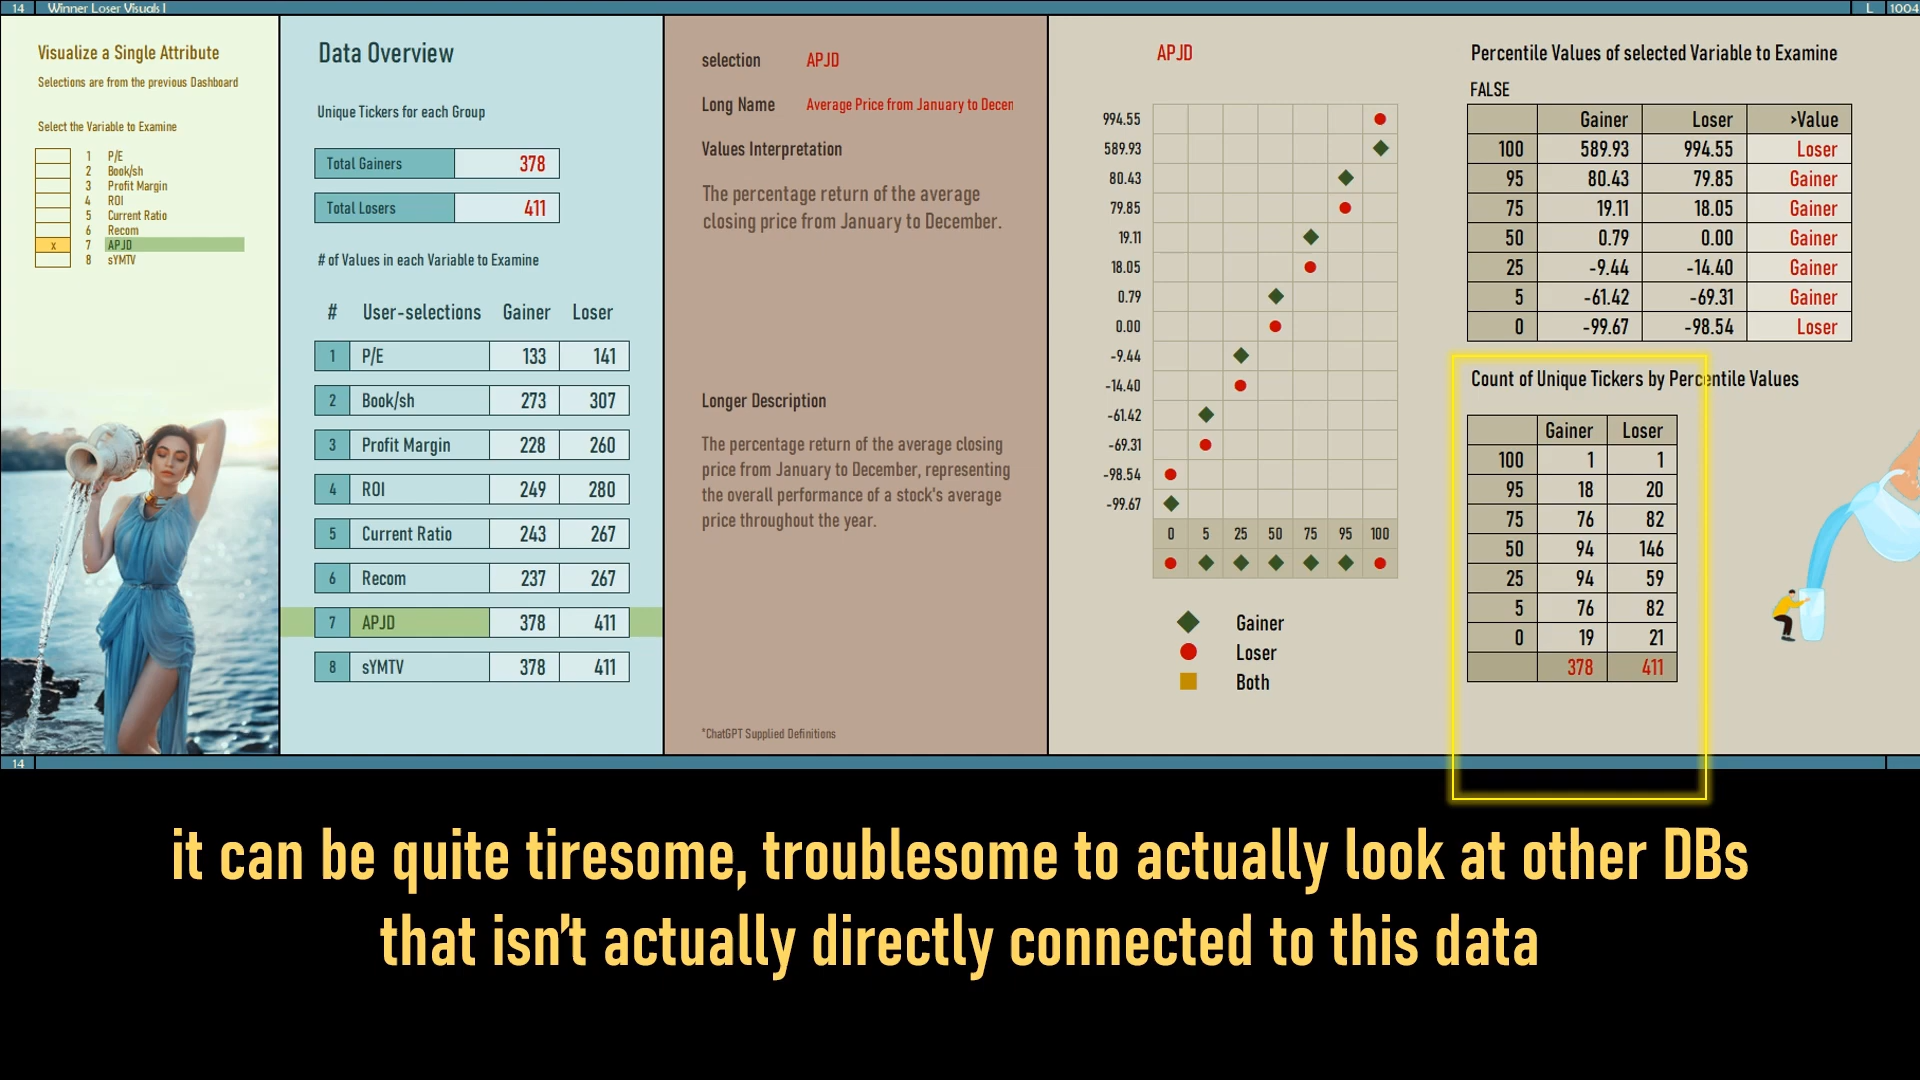 14 Winner Loser Visuals I L 1004
Visualize a Single Attribute
Selections are from the previous Dashboard
Select the Variable to Examine
1 P/E
2 Book/sh
3 Profit Margin
4 ROI
5 Current Ratio
6 Recom
x 7 APJD
8 sYMTV
Data Overview
Unique Tickers for each Group
Total Gainers 378
Total Losers 411
# of Values in each Variable to Examine
# User-selections Gainer Loser
1 P/E 133 141
2 Book/sh 273 307
3 Profit Margin 228 260
4 ROI 249 280
5 Current Ratio 243 267
6 Recom 237 267
7 APJD 378 411
8 sYMTV 378 411
selection APJD
Long Name Average Price from January to Decen
Values Interpretation
The percentage return of the average
closing price from January to December.
Longer Description
The percentage return of the average closing
price from January to December, representing
the overall performance of a stock's average
price throughout the year.
*ChatGPT Supplied Definitions
APJD
994.55
589.93
80.43
79.85
19.11
18.05
0.79
0.00
-9.44
-14.40
-61.42
-69.31
-98.54
-99.67
0 5 25 50 75 95 100
Gainer
Loser
Both
Percentile Values of selected Variable to Examine
FALSE
Gainer Loser >Value
100 589.93 994.55 Loser
95 80.43 79.85 Gainer
75 19.11 18.05 Gainer
50 0.79 0.00 Gainer
25 -9.44 -14.40 Gainer
5 -61.42 -69.31 Gainer
0 -99.67 -98.54 Loser
Count of Unique Tickers by Percentile Values
Gainer Loser
100 1 1
95 18 20
75 76 82
50 94 146
25 94 59
5 76 82
0 19 21
378 411
14
it can be quite tiresome, troublesome to actually look at other DBs
that isn't actually directly connected to this data